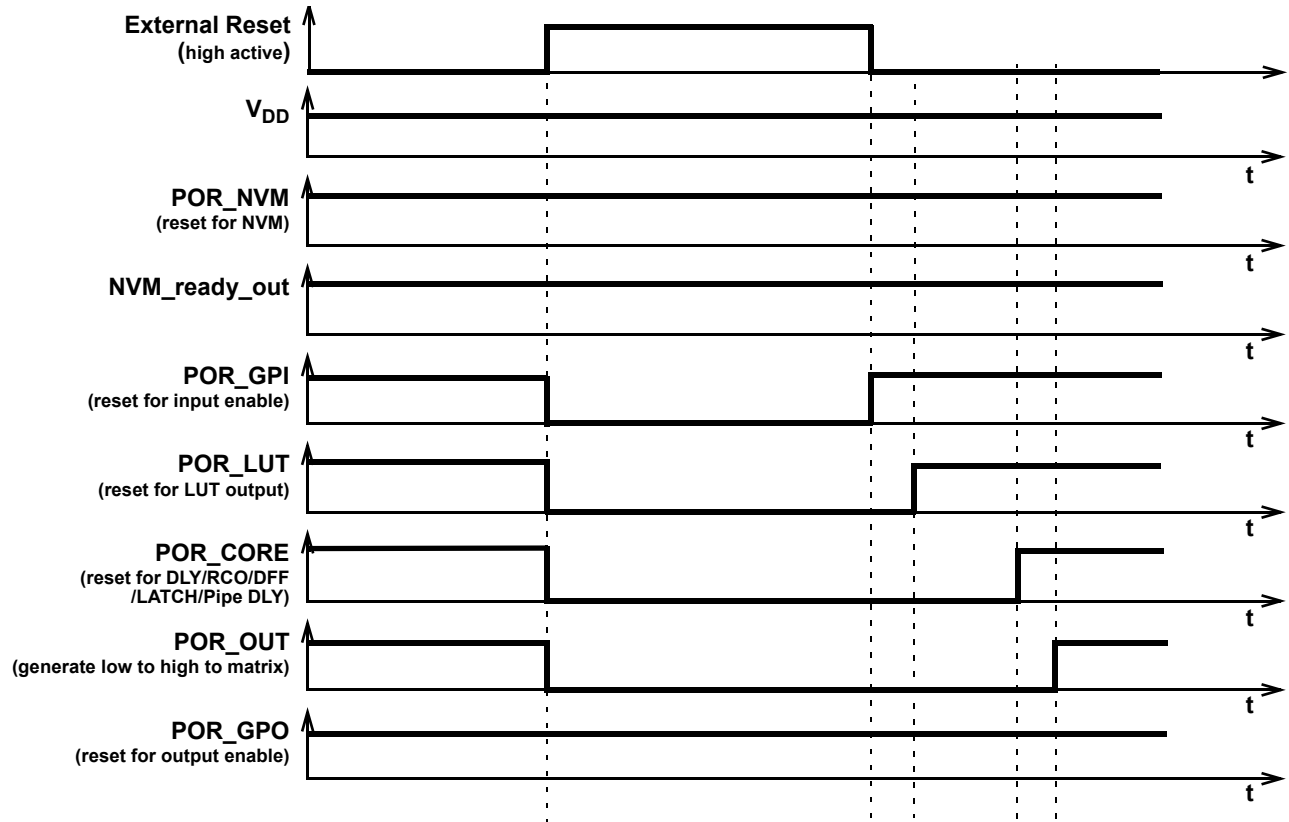 External Reset
(high active)
VDD
t
POR_NVM
(reset for NVM)
t
NVM_ready_out
t
POR_GPI
(reset for input enable)
t
POR_LUT
(reset for LUT output)
t
POR_CORE
(reset for DLY/RCO/DFF
/LATCH/Pipe DLY)
t
POR_OUT
(generate low to high to matrix)
t
POR_GPO
(reset for output enable)
t